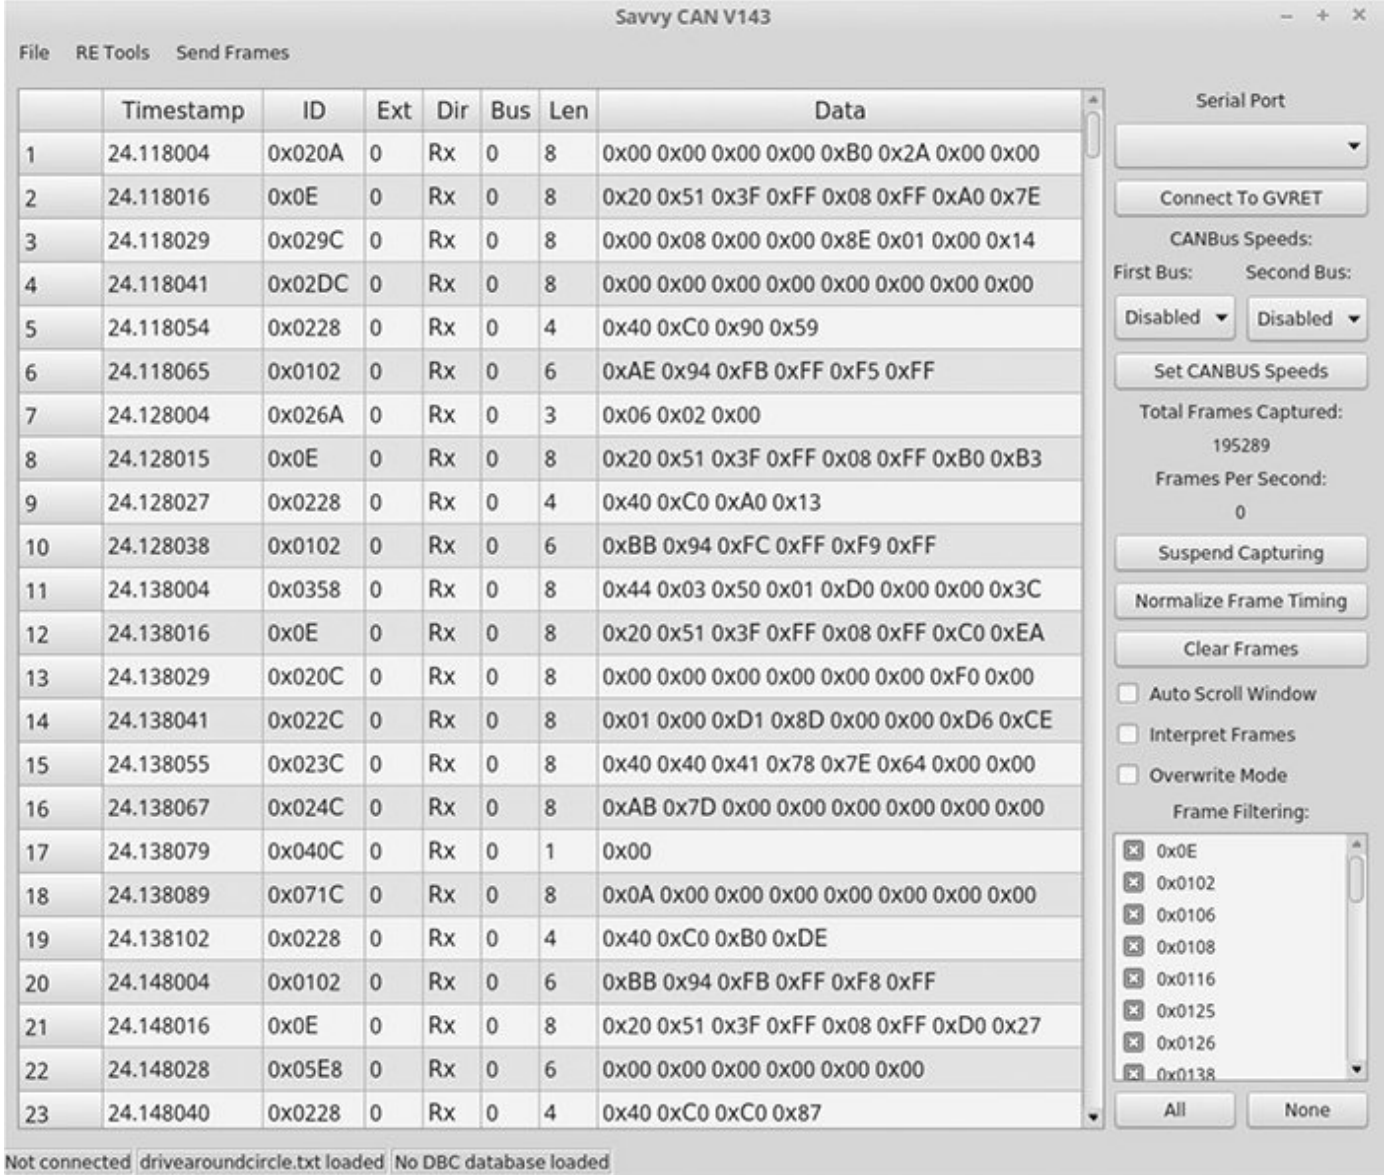 Savvy CAN V143
File RE Tools Send Frames
Timestamp ID Ext Dir Bus Len Data
1 24.118004 0x020A 0 Rx 0 8 0x00 0x00 0x00 0x00 0xB0 0x2A 0x00 0x00
2 24.118016 0x0E 0 Rx 0 8 0x20 0x51 0x3F 0xFF 0x08 0xFF 0xA0 0x7E
3 24.118029 0x029C 0 Rx 0 8 0x00 0x08 0x00 0x00 0x8E 0x01 0x00 0x14
4 24.118041 0x02DC 0 Rx 0 8 0x00 0x00 0x00 0x00 0x00 0x00 0x00 0x00
5 24.118054 0x0228 0 Rx 0 4 0x40 0xC0 0x90 0x59
6 24.118065 0x0102 0 Rx 0 6 0xAE 0x94 0xFB 0xFF 0xF5 0xFF
7 24.128004 0x026A 0 Rx 0 3 0x06 0x02 0x00
8 24.128015 0x0E 0 Rx 0 8 0x20 0x51 0x3F 0xFF 0x08 0xFF 0xB0 0xB3
9 24.128027 0x0228 0 Rx 0 4 0x40 0xC0 0xA0 0x13
10 24.128038 0x0102 0 Rx 0 6 0xBB 0x94 0xFC 0xFF 0xF9 0xFF
11 24.138004 0x0358 0 Rx 0 8 0x44 0x03 0x50 0x01 0xD0 0x00 0x00 0x3C
12 24.138016 0x0E 0 Rx 0 8 0x20 0x51 0x3F 0xFF 0x08 0xFF 0xC0 0xEA
13 24.138029 0x020C 0 Rx 0 8 0x00 0x00 0x00 0x00 0x00 0x00 0xF0 0x00
14 24.138041 0x022C 0 Rx 0 8 0x01 0x00 0xD1 0x8D 0x00 0x00 0xD6 0xCE
15 24.138055 0x023C 0 Rx 0 8 0x40 0x40 0x41 0x78 0x7E 0x64 0x00 0x00
16 24.138067 0x024C 0 Rx 0 8 0xAB 0x7D 0x00 0x00 0x00 0x00 0x00 0x00
17 24.138079 0x040C 0 Rx 0 1 0x00
18 24.138089 0x071C 0 Rx 0 8 0x0A 0x00 0x00 0x00 0x00 0x00 0x00 0x00
19 24.138102 0x0228 0 Rx 0 4 0x40 0xC0 0xB0 0xDE
20 24.148004 0x0102 0 Rx 0 6 0xBB 0x94 0xFB 0xFF 0xF8 0xFF
21 24.148016 0x0E 0 Rx 0 8 0x20 0x51 0x3F 0xFF 0x08 0xFF 0xD0 0x27
22 24.148028 0x05E8 0 Rx 0 6 0x00 0x00 0x00 0x00 0x00 0x00
23 24.148040 0x0228 0 Rx 0 4 0x40 0xC0 0xC0 0x87
Serial Port
Connect To GVRET
CANBus Speeds:
First Bus: Second Bus:
Disabled Disabled
Set CANBUS Speeds
Total Frames Captured:
195289
Frames Per Second:
0
Suspend Capturing
Normalize Frame Timing
Clear Frames
Auto Scroll Window
Interpret Frames
Overwrite Mode
Frame Filtering:
0x0E
0x0102
0x0106
0x0108
0x0116
0x0125
0x0126
0x0138
All None
Not connected drivearoundcircle.txt loaded No DBC database loaded